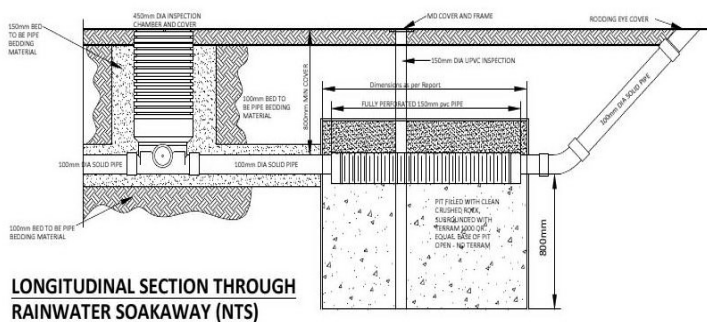 450mm DIA INSPECTION
CHAMBER AND COVER
MD COVER AND FRAME
RODDING EYE COVER
150mm BED
TO BE PIPE
BEDDING
MATERIAL
150mm DIA UPVC INSPECTION
800mm MIN COVER
Dimensions as per Report
100mm BED TO
BE PIPE BEDDING
MATERIAL
FULLY PERFORATED 150mm pvc PIPE
100mm DIA SOLID PIPE
100mm DIA SOLID PIPE
100mm DIA SOLID PIPE
PIT FILLED WITH CLEAN
CRUSHED ROCK,
SURROUNDED WITH
TERRAM 1000 OR
EQUAL BASE OF PIT
OPEN - NO TERRAM
800mm
100mm BED TO BE PIPE
BEDDING MATERIAL
LONGITUDINAL SECTION THROUGH
RAINWATER SOAKAWAY (NTS)